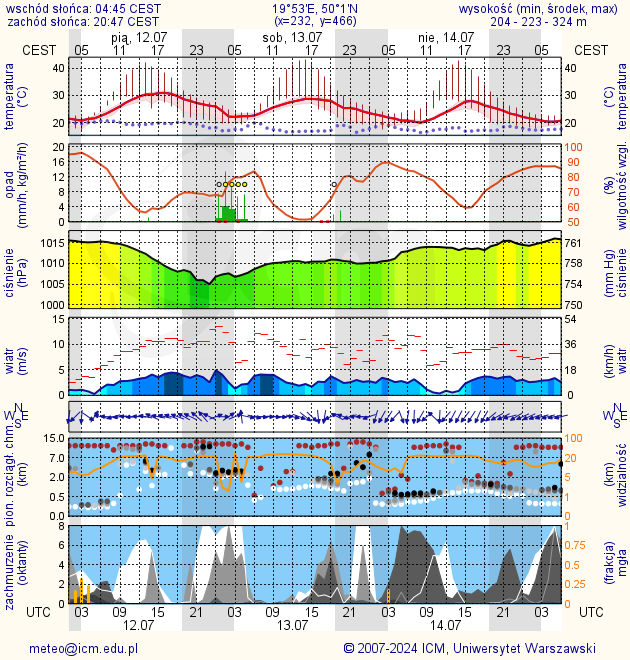 wschód słońca: 04:45 CEST
zachód słońca: 20:47 CEST
19°53'E, 50°1'N
(x=232, y=466)
wysokość (min, środek, max)
204 - 223 - 324 m
pią, 12.07 sob, 13.07 nie, 14.07
CEST 05 11 17 23 05 11 17 23 05 11 17 23 05 CEST
temperatura
(°C)
40
30
20
40
30
20
temperatura
(°C)
opad
(mm/h, kg/m²/h)
20
16
12
8
4
0
100
90
80
70
60
50
(%)
wilgotność wzgl.
ciśnienie
(hPa)
1015
1010
1005
1000
761
758
754
750
(mm Hg)
ciśnienie
wiatr
(m/s)
15
10
5
0
54
36
18
0
(km/h)
wiatr
N
W E
S
N
W E
S
pion. rozciągł. chm.
(km)
15.0
7.0
2.0
0.5
0.0
100
20
5
1
0
(km)
widzialność
zachmurzenie
(oktanty)
8
6
4
2
0
1
0.75
0.5
0.25
0
(frakcja)
mgła
UTC 03 09 15 21 03 09 15 21 03 09 15 21 03 UTC
12.07 13.07 14.07
meteo@icm.edu.pl
© 2007-2024 ICM, Uniwersytet Warszawski